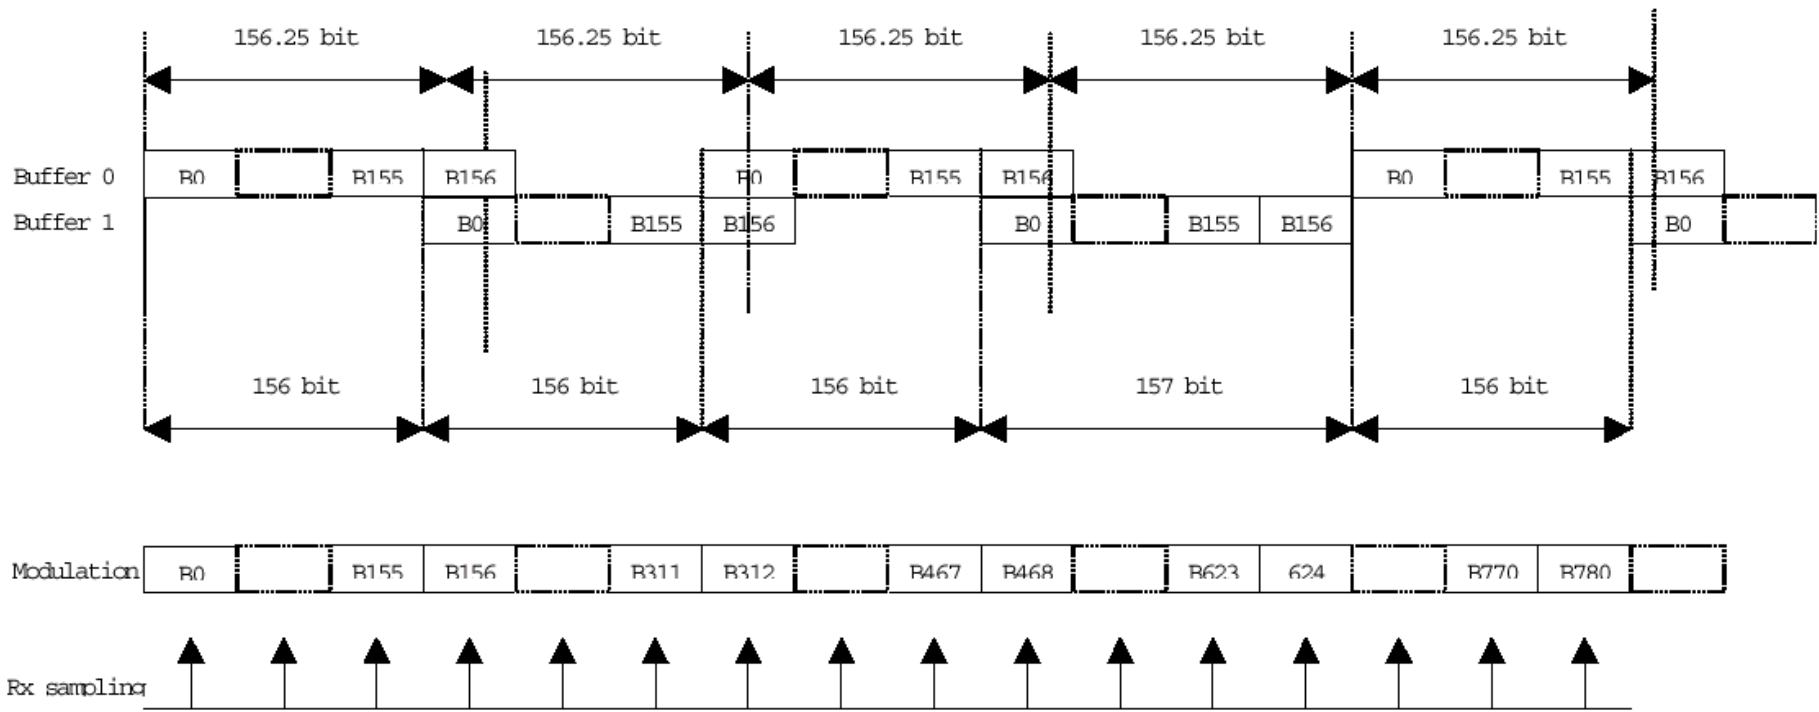 156.25 bit 156.25 bit 156.25 bit 156.25 bit 156.25 bit
Buffer 0 B0 B155 B156 B0 B155 B156 B0 B155 B156
Buffer 1 B0 B155 B156 B0 B155 B156 B0
156 bit 156 bit 156 bit 157 bit 156 bit
Modulation B0 B155 B156 B311 B312 B467 B468 B623 624 B770 B780
Rx sampling